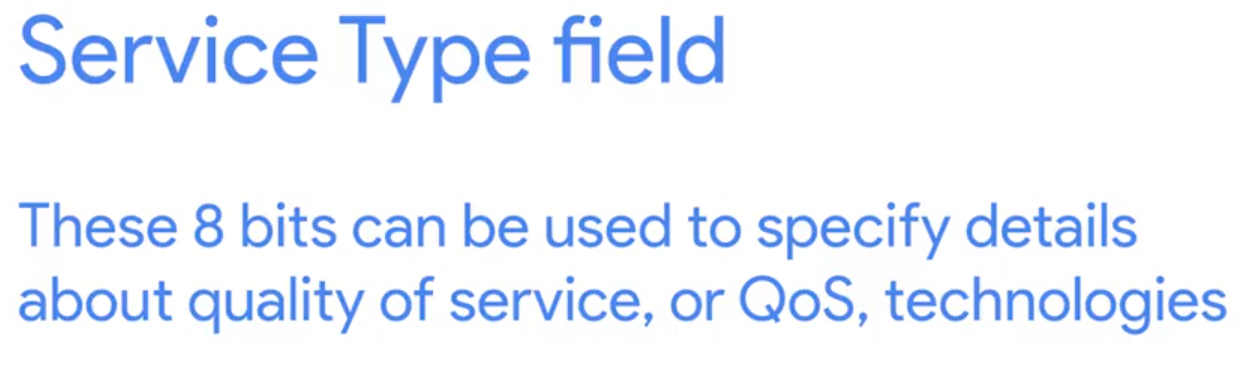 Service Type field
These 8 bits can be used to specify details
about quality of service, or QoS, technologies